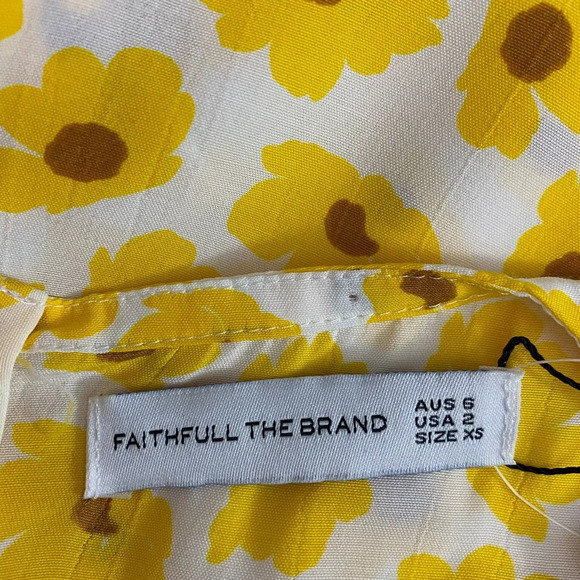 FAITHFULL THE BRAND
AUS 6
USA 2
SIZE XS